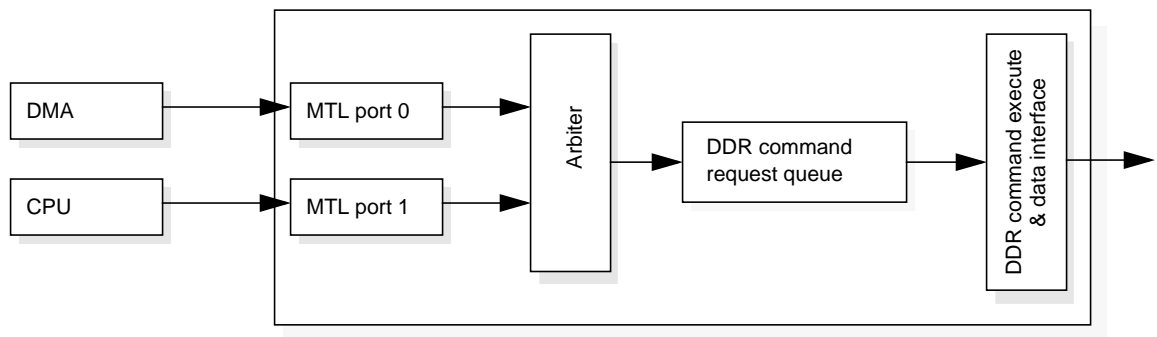 DMA
MTL port 0
CPU
MTL port 1
Arbiter
DDR command
request queue
DDR command execute
& data interface